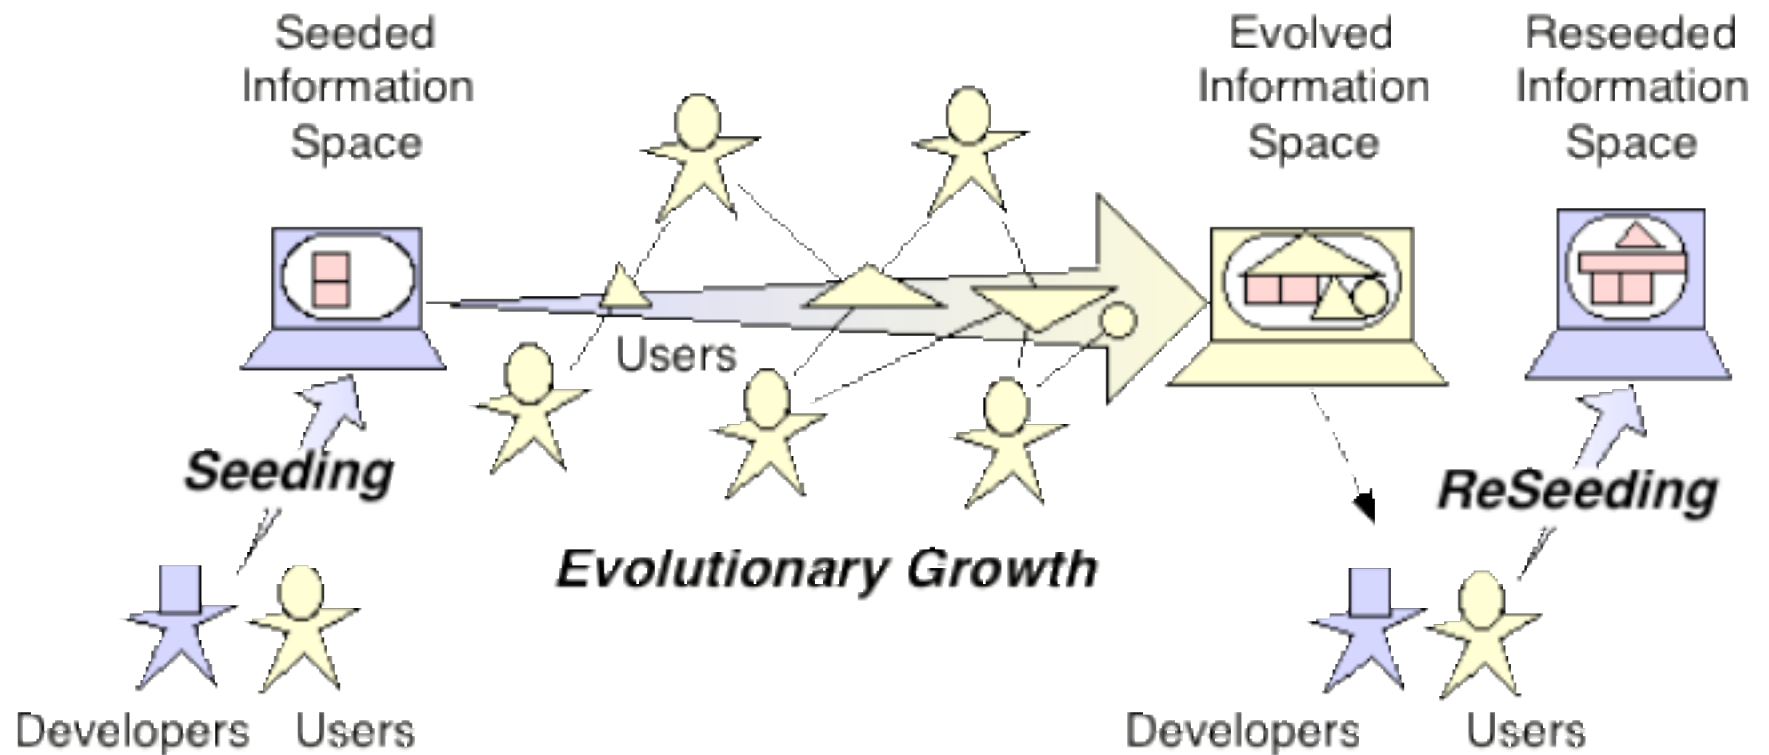 Seeded
Information
Space
Evolved
Information
Space
Reseeded
Information
Space
Users
Seeding
ReSeeding
Evolutionary Growth
Developers
Users
Developers
Users